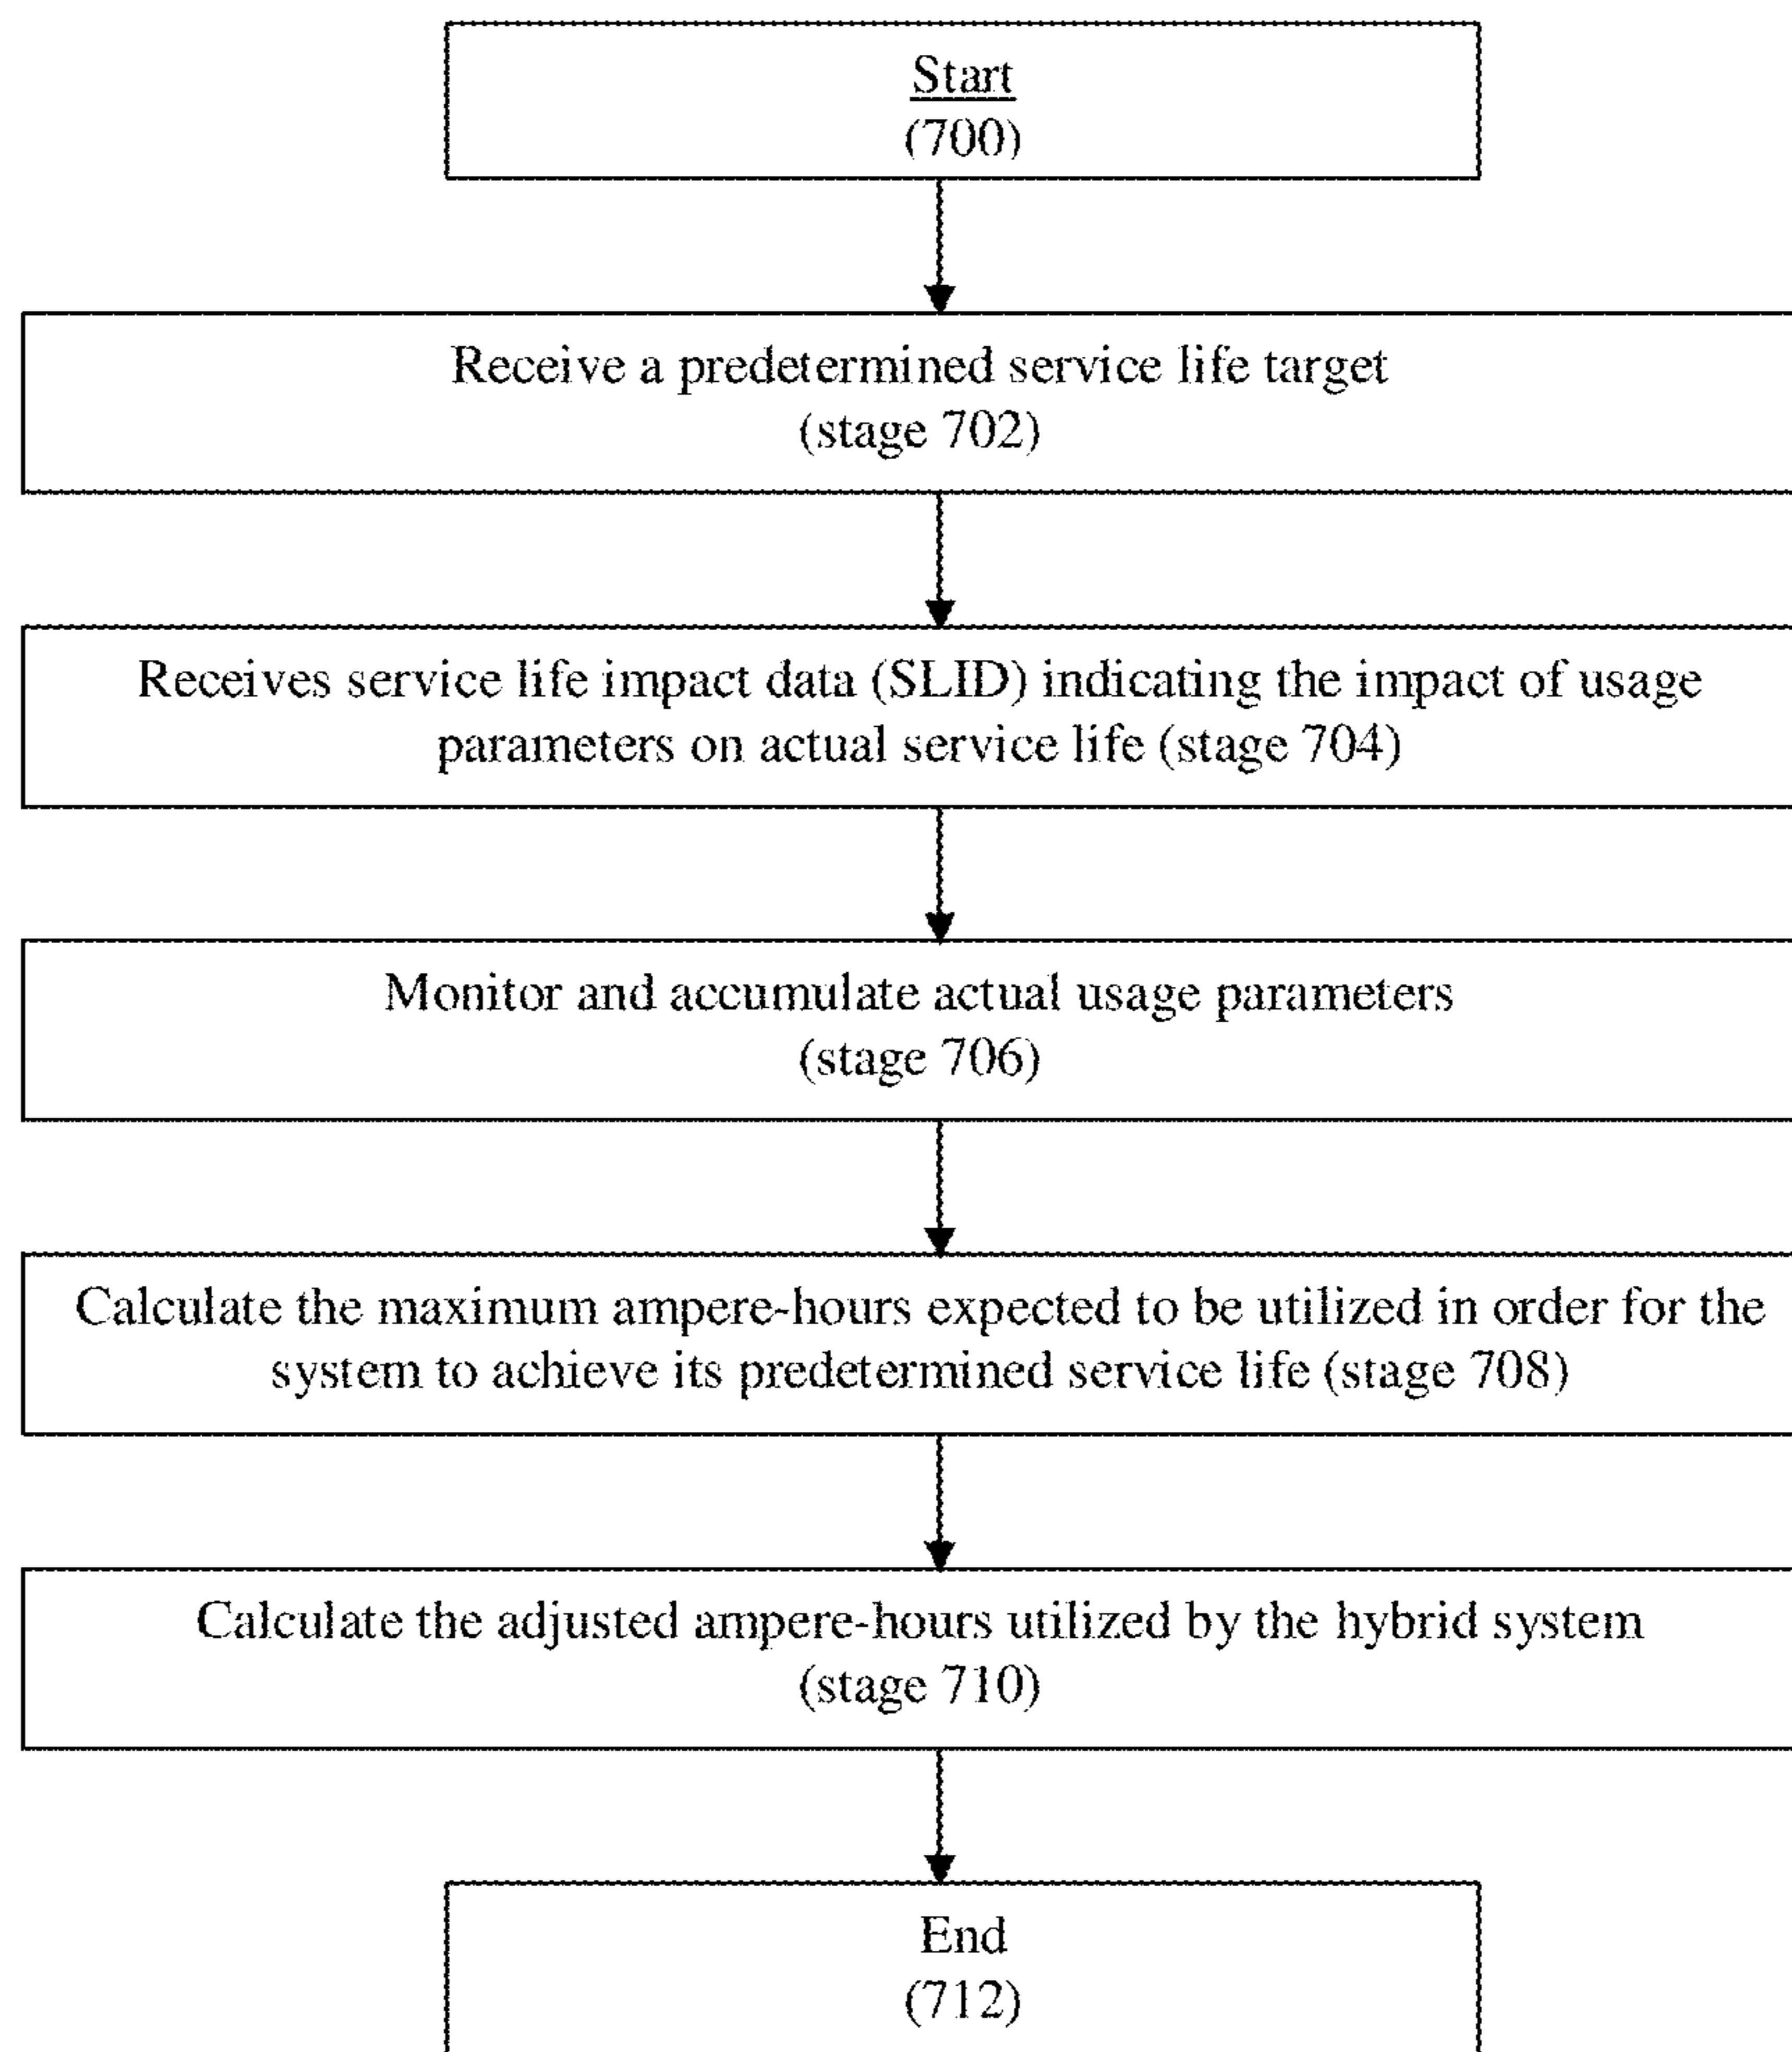 Start
(700)
Receive a predetermined service life target
(stage 702)
Receives service life impact data (SLID) indicating the impact of usage
parameters on actual service life (stage 704)
Monitor and accumulate actual usage parameters
(stage 706)
Calculate the maximum ampere-hours expected to be utilized in order for the
system to achieve its predetermined service life (stage 708)
Calculate the adjusted ampere-hours utilized by the hybrid system
(stage 710)
End
(712)